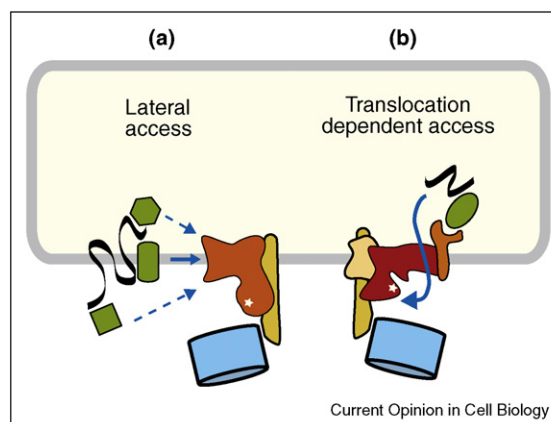 (a)
(b)
Lateral
access
Translocation
dependent access
Current Opinion in Cell Biology